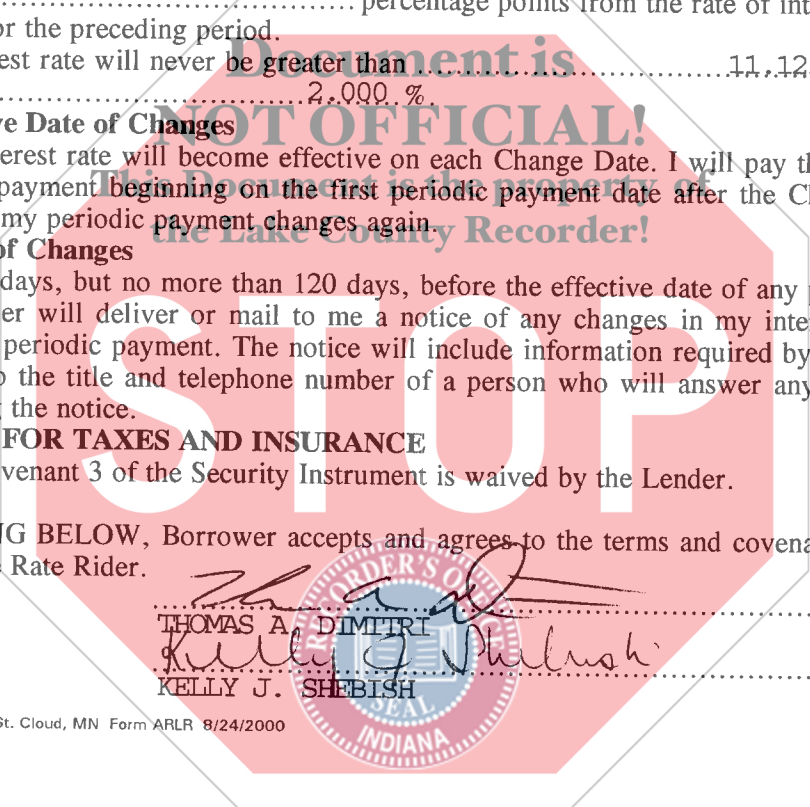 percentage points from the rate of int
or the preceding period.
est rate will never be greater than ........................ 11.12
........................ 2.000 %.
ve Date of Changes
erest rate will become effective on each Change Date. I will pay th
payment beginning on the first periodic payment date after the Ch
my periodic payment changes again.
of Changes
days, but no more than 120 days, before the effective date of any
er will deliver or mail to me a notice of any changes in my inte
periodic payment. The notice will include information required by
o the title and telephone number of a person who will answer any
the notice.
FOR TAXES AND INSURANCE
venant 3 of the Security Instrument is waived by the Lender.
NG BELOW, Borrower accepts and agrees to the terms and covena
Rate Rider.
THOMAS A. DIMITRI
Kelly J Shebish
KELLY J. SHEBISH
St. Cloud, MN Form ARLR 8/24/2000
Document is
NOT OFFICIAL!
This Document is the property of
the Lake County Recorder!
STOP
RECORDER'S OFFICE
SEAL
INDIANA